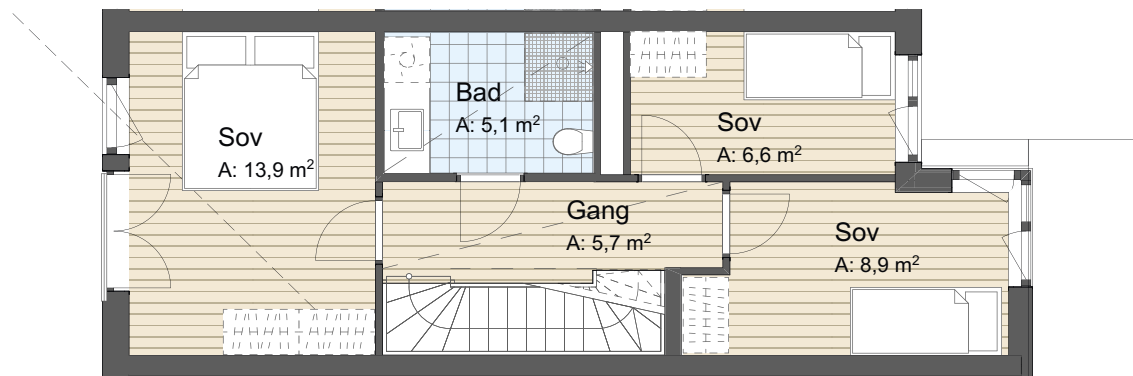 Sov
A: 13,9 m²
Bad
A: 5,1 m²
Sov
A: 6,6 m²
Gang
A: 5,7 m²
Sov
A: 8,9 m²